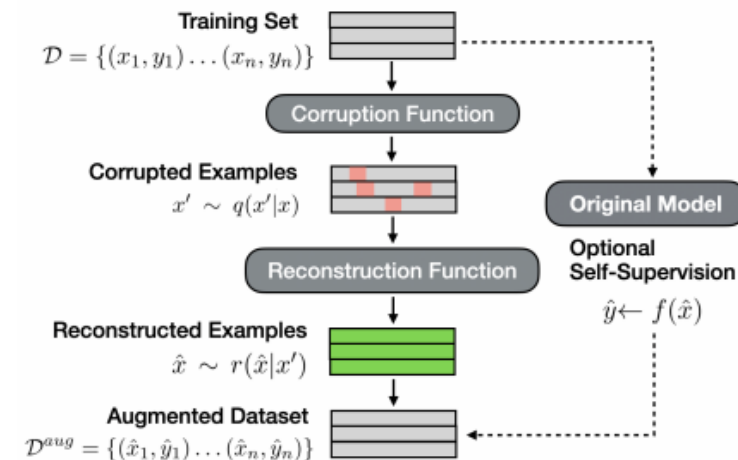 Training Set
𝒟 = {(x₁, y₁) … (xₙ, yₙ)}
Corruption Function
Corrupted Examples
x′ ∼ q(x′|x)
Original Model
Optional
Self-Supervision
ŷ← f(x̂)
Reconstruction Function
Reconstructed Examples
x̂ ∼ r(x̂|x′)
Augmented Dataset
𝒟ᵃᵘᵍ = {(x̂₁, ŷ₁) … (x̂ₙ, ŷₙ)}